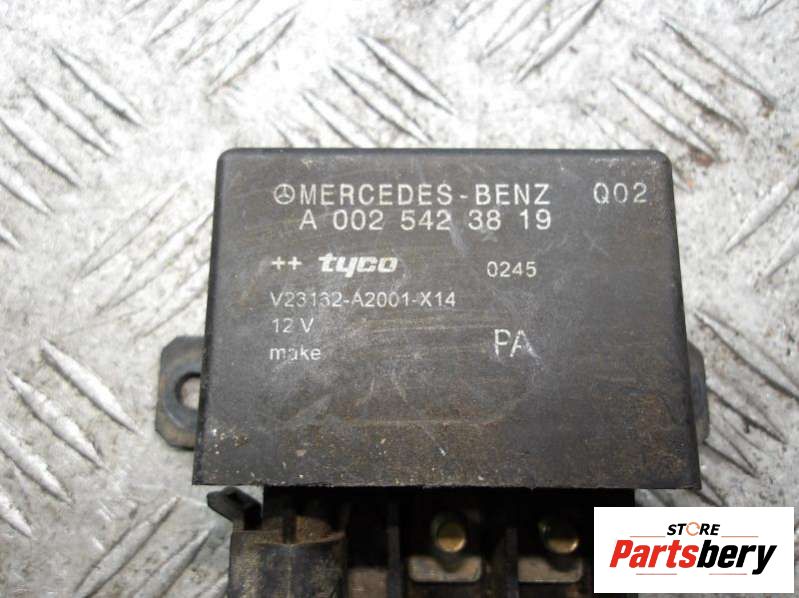 MERCEDES-BENZ Q02
A 002 542 38 19
++ tyco 0245
V23132-A2001-X14
12 V
make PA
STORE
Partsbery